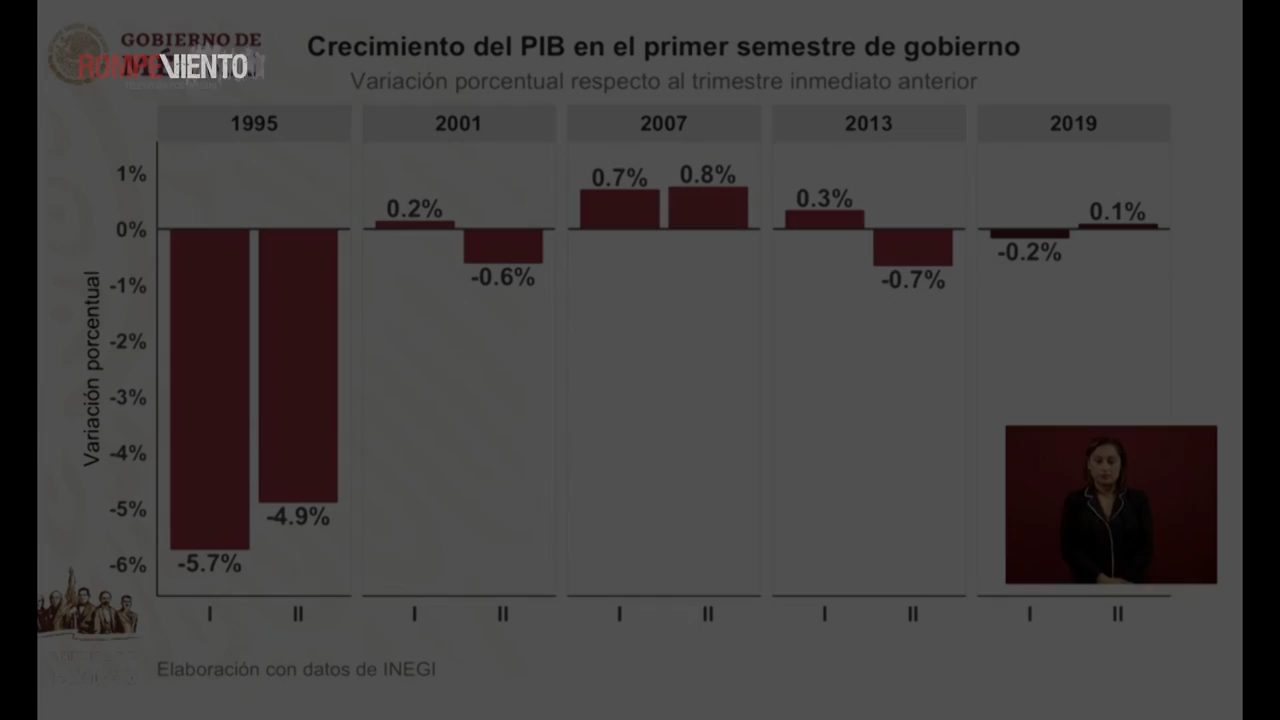 GOBIERNO DE
ROMPEVIENTO
Crecimiento del PIB en el primer semestre de gobierno
Variación porcentual respecto al trimestre inmediato anterior
1995
2001
2007
2013
2019
Variación porcentual
1%
0%
-1%
-2%
-3%
-4%
-5%
-6%
-5.7%
-4.9%
0.2%
-0.6%
0.7%
0.8%
0.3%
-0.7%
-0.2%
0.1%
I
II
I
II
I
II
I
II
I
II
Elaboración con datos de INEGI